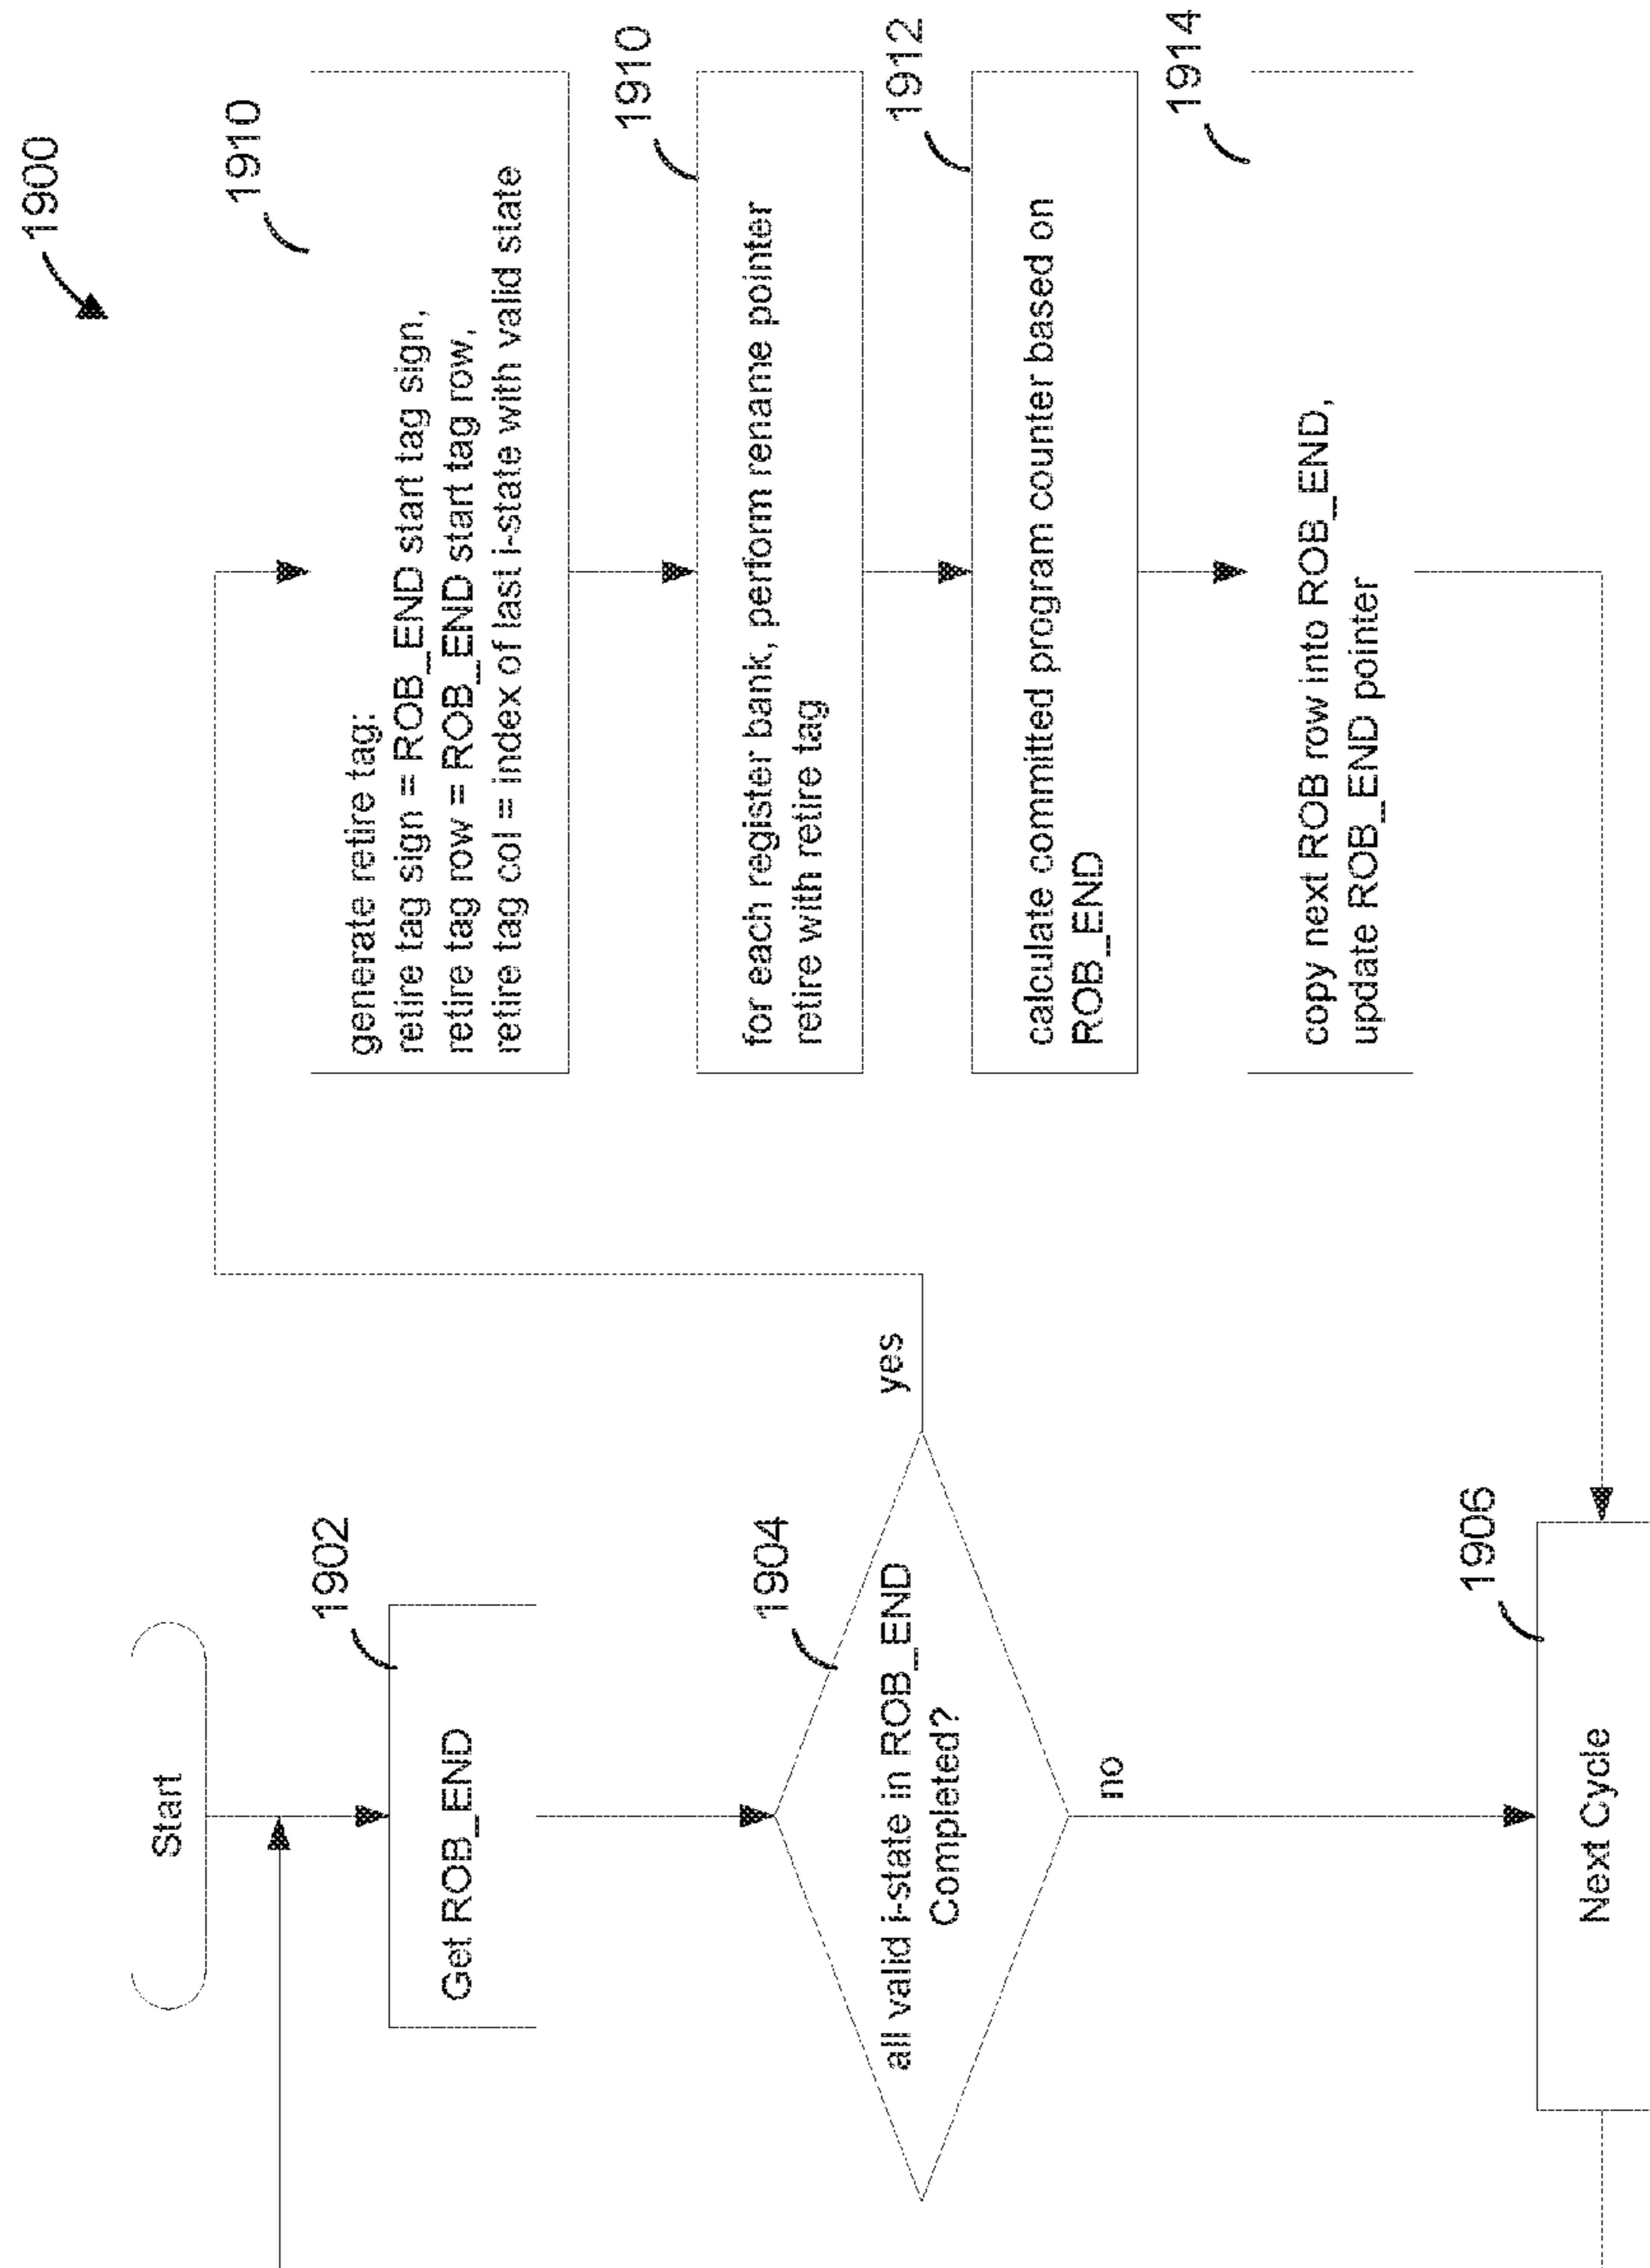 1900
Start
1902
Get ROB_END
1904
all valid i-state in ROB_END
Completed?
yes
no
1906
Next Cycle
1910
generate retire tag:
retire tag sign = ROB_END start tag sign,
retire tag row = ROB_END start tag row,
retire tag col = index of last i-state with valid state
1910
for each register bank, perform rename pointer
retire with retire tag
1912
calculate committed program counter based on
ROB_END
1914
copy next ROB row into ROB_END,
update ROB_END pointer